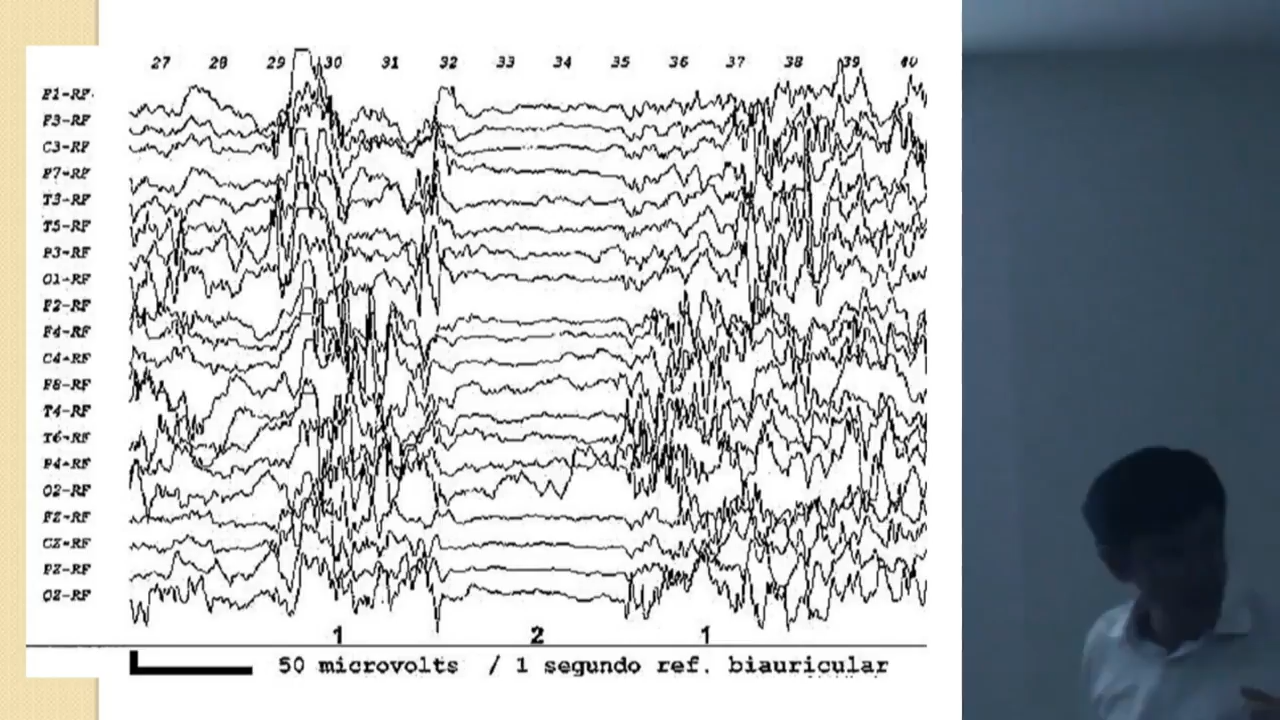 27 28 29 30 31 32 33 34 35 36 37 38 39 40
F1-RF
F3-RF
C3-RF
F7-RF
T3-RF
T5-RF
P3-RF
O1-RF
F2-RF
F4-RF
C4-RF
F8-RF
T4-RF
T6-RF
P4-RF
O2-RF
FZ-RF
CZ-RF
PZ-RF
OZ-RF
1 2 1
50 microvolts / 1 segundo ref. biauricular